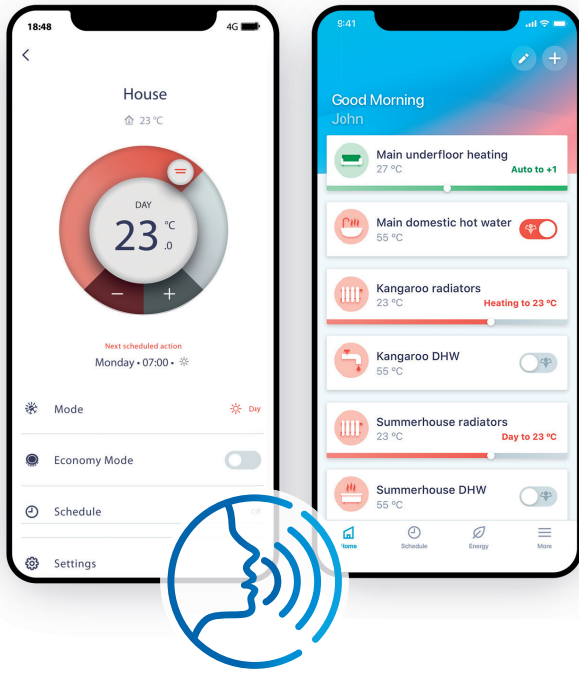 18:48
4G
House
23 °C
DAY
23 °C
.0
− +
Next scheduled action
Monday • 07:00 •
Mode
Day
Economy Mode
Schedule
Off
Settings
9:41
Good Morning
John
Main underfloor heating
27 °C
Auto to +1
Main domestic hot water
55 °C
Kangaroo radiators
23 °C
Heating to 23 ºC
Kangaroo DHW
55 °C
Summerhouse radiators
23 °C
Day to 23 ºC
Summerhouse DHW
55 °C
Home
Schedule
Energy
More